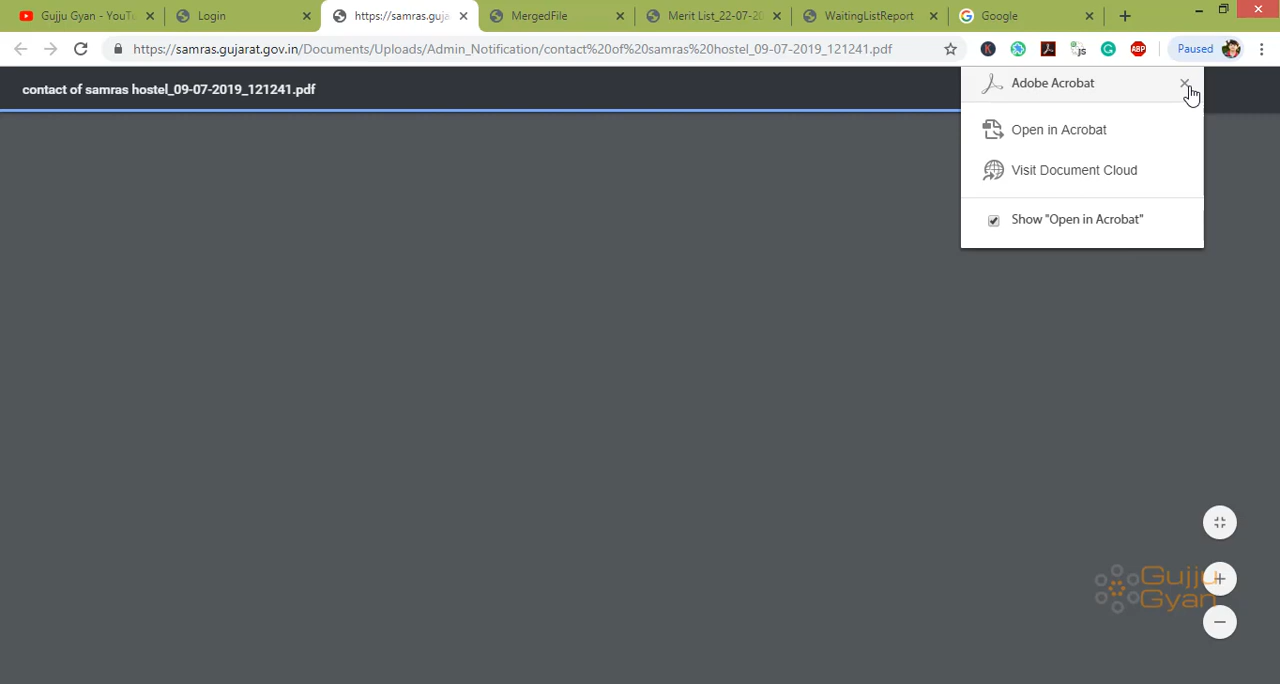 Gujju Gyan - YouTu
Login
https://samras.guja
MergedFile
Merit List_22-07-20
WaitingListReport
Google
https://samras.gujarat.gov.in/Documents/Uploads/Admin_Notification/contact%20of%20samras%20hostel_09-07-2019_121241.pdf
K
JS
G
ABP
Paused
contact of samras hostel_09-07-2019_121241.pdf
Adobe Acrobat
Open in Acrobat
Visit Document Cloud
Show "Open in Acrobat"
Gujju
Gyan